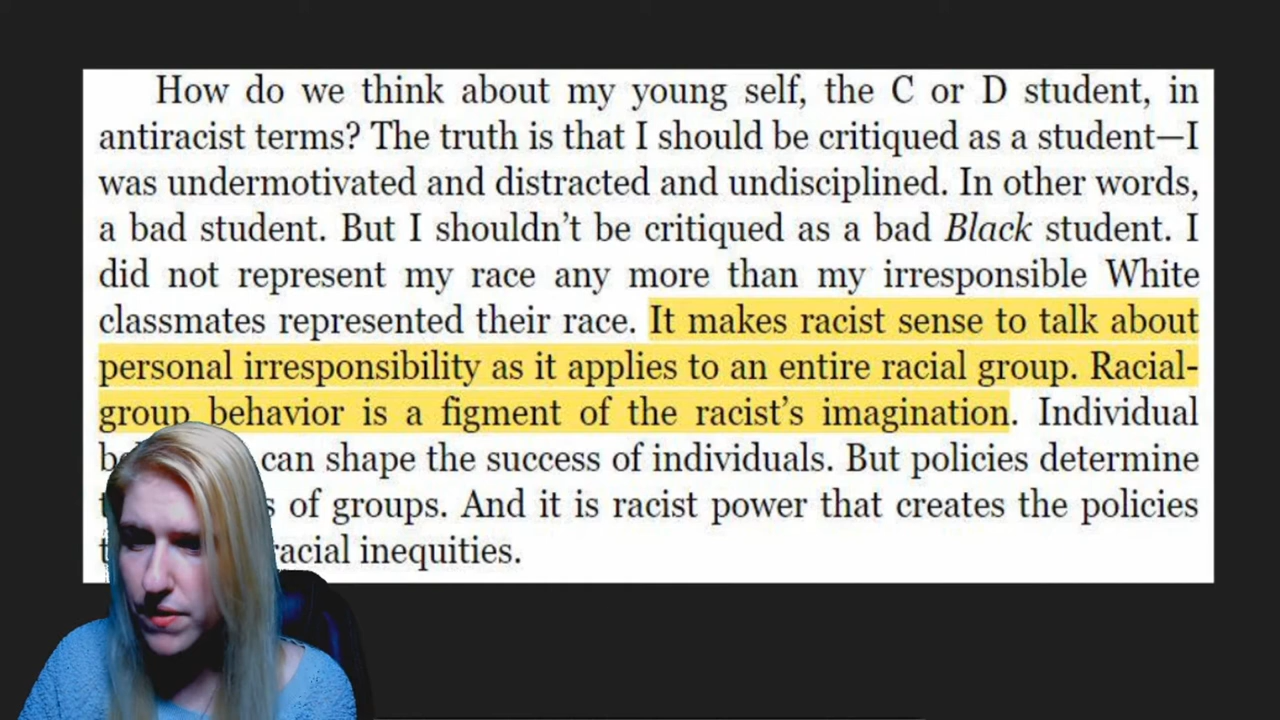 How do we think about my young self, the C or D student, in
antiracist terms? The truth is that I should be critiqued as a student—I
was undermotivated and distracted and undisciplined. In other words,
a bad student. But I shouldn’t be critiqued as a bad Black student. I
did not represent my race any more than my irresponsible White
classmates represented their race. It makes racist sense to talk about
personal irresponsibility as it applies to an entire racial group. Racial-
group behavior is a figment of the racist’s imagination. Individual
can shape the success of individuals. But policies determine
of groups. And it is racist power that creates the policies
racial inequities.